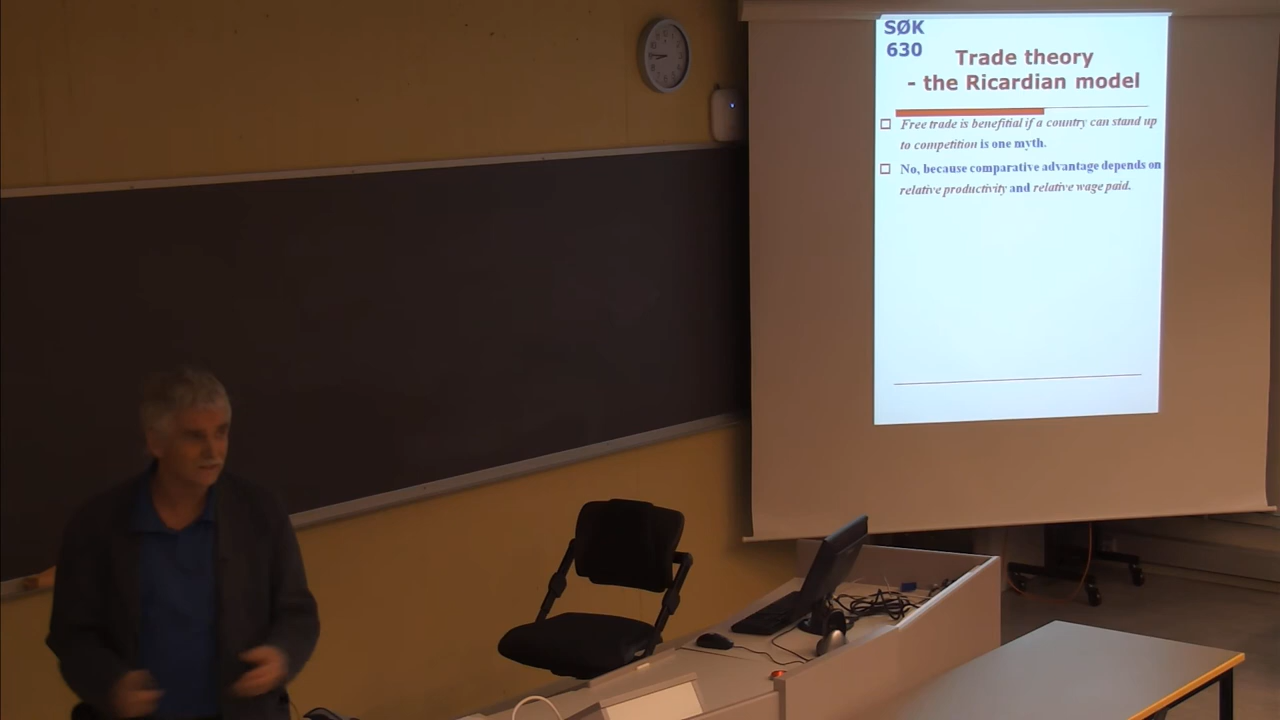 SØK
630
Trade theory
- the Ricardian model
Free trade is benefitial if a country can stand up
to competition is one myth.
No, because comparative advantage depends on
relative productivity and relative wage paid.